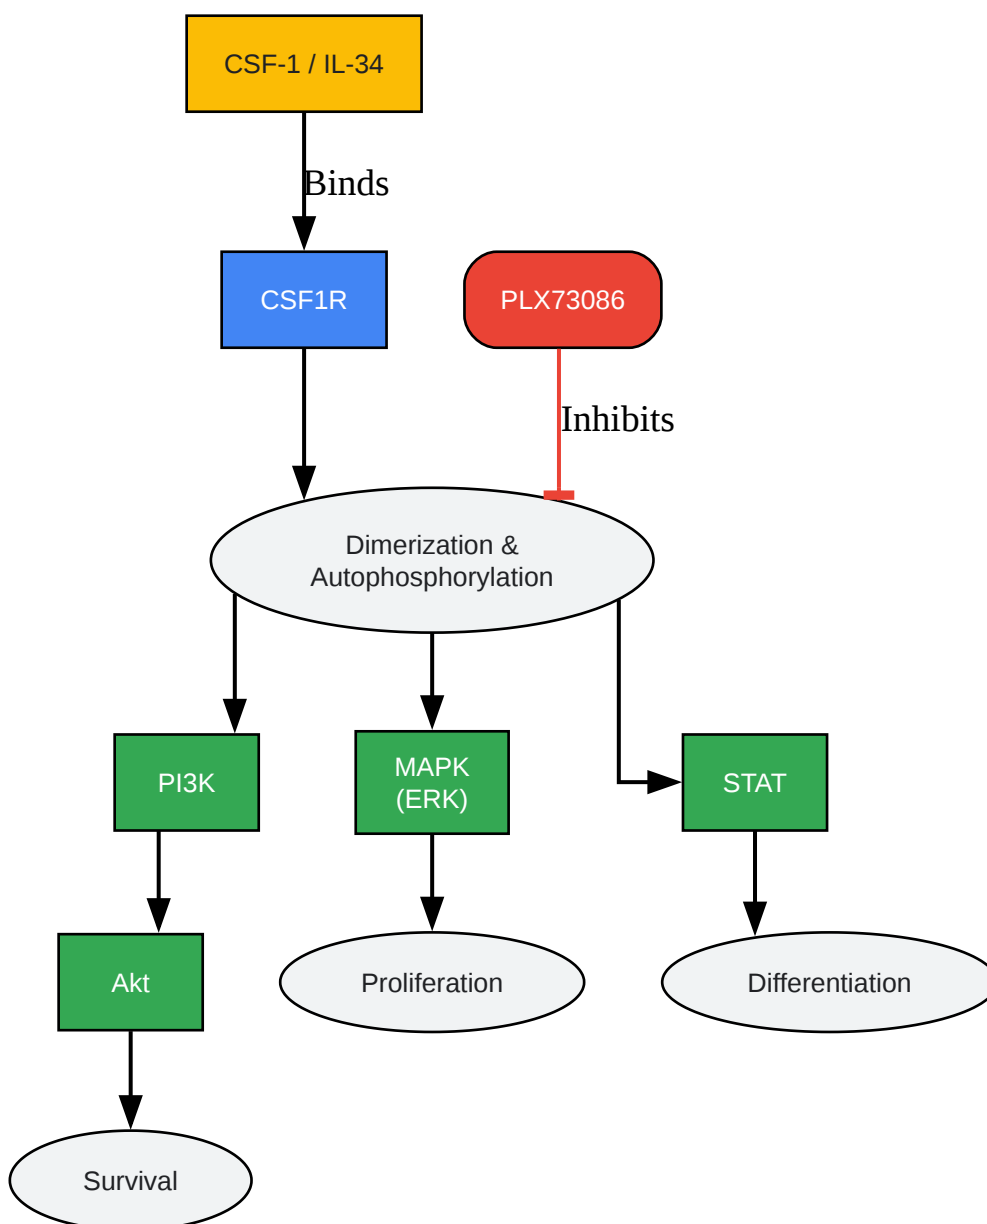 CSF-1 / IL-34
Binds
CSF1R
PLX73086
Inhibits
Dimerization &
Autophosphorylation
PI3K
MAPK
(ERK)
STAT
Akt
Proliferation
Differentiation
Survival